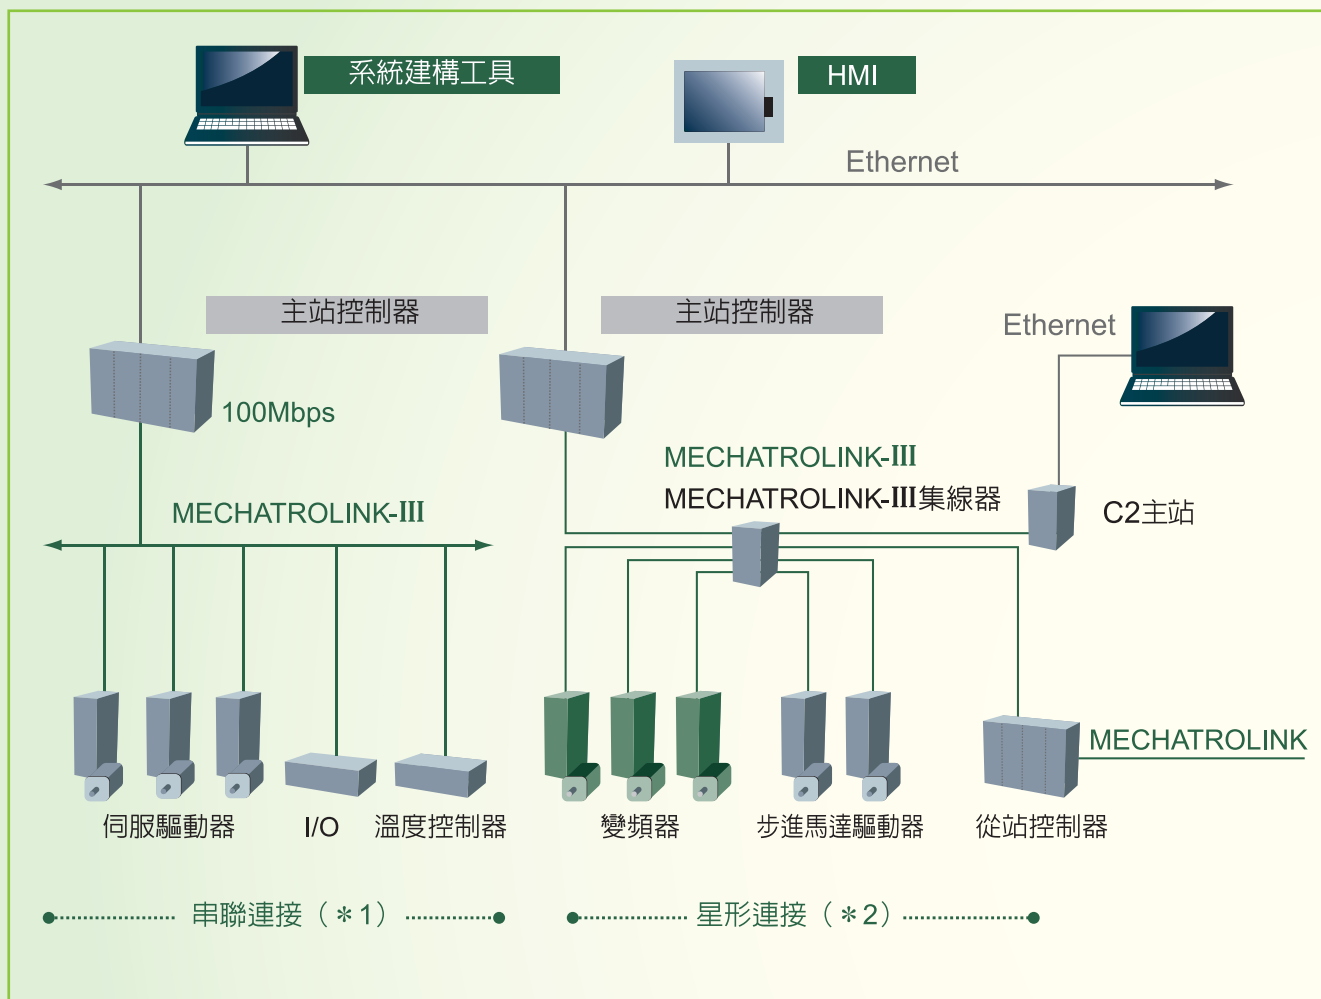 系統建構工具
HMI
Ethernet
主站控制器
主站控制器
Ethernet
100Mbps
MECHATROLINK-III
MECHATROLINK-III集線器
C2主站
MECHATROLINK-III
MECHATROLINK
伺服驅動器
I/O
溫度控制器
變頻器
步進馬達驅動器
從站控制器
串聯連接（＊1）
星形連接（＊2）